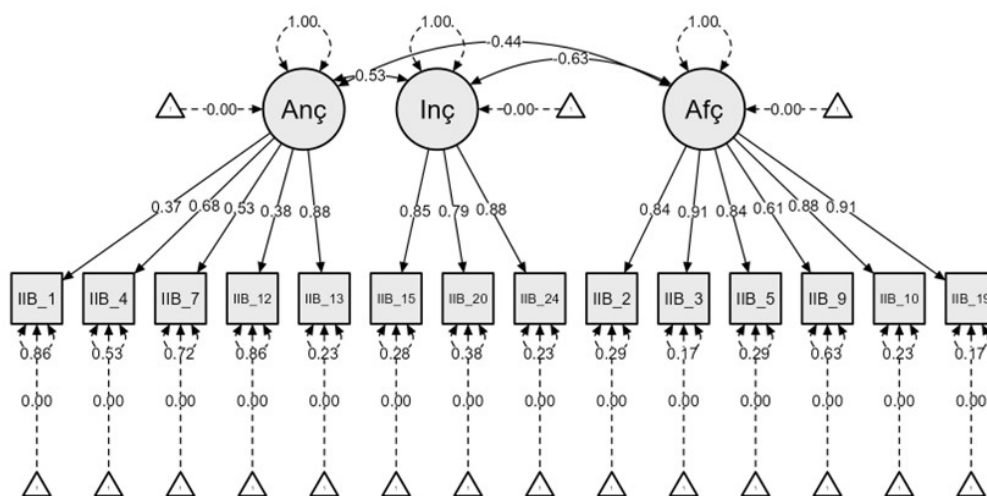 1.00 1.00 1.00
-0.44
0.53 -0.63
-0.00 Anç Inç -0.00 Afç -0.00
0.37 0.68 0.53 0.38 0.88 0.85 0.79 0.88 0.84 0.91 0.84 0.61 0.88 0.91
IIB_1 IIB_4 IIB_7 IIB_12 IIB_13 IIB_15 IIB_20 IIB_24 IIB_2 IIB_3 IIB_5 IIB_9 IIB_10 IIB_19
0.86 0.53 0.72 0.86 0.23 0.28 0.38 0.23 0.29 0.17 0.29 0.63 0.23 0.17
0.00 0.00 0.00 0.00 0.00 0.00 0.00 0.00 0.00 0.00 0.00 0.00 0.00 0.00